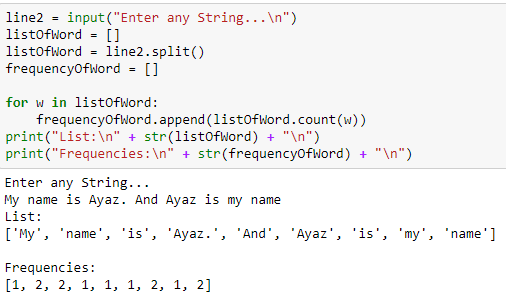 line2 = input("Enter any String...\n")
listOfWord = []
listOfWord = line2.split()
frequencyOfWord = []

for w in listOfWord:
    frequencyOfWord.append(listOfWord.count(w))
print("List:\n" + str(listOfWord) + "\n")
print("Frequencies:\n" + str(frequencyOfWord) + "\n")

Enter any String...
My name is Ayaz. And Ayaz is my name
List:
['My', 'name', 'is', 'Ayaz.', 'And', 'Ayaz', 'is', 'my', 'name']

Frequencies:
[1, 2, 2, 1, 1, 1, 2, 1, 2]